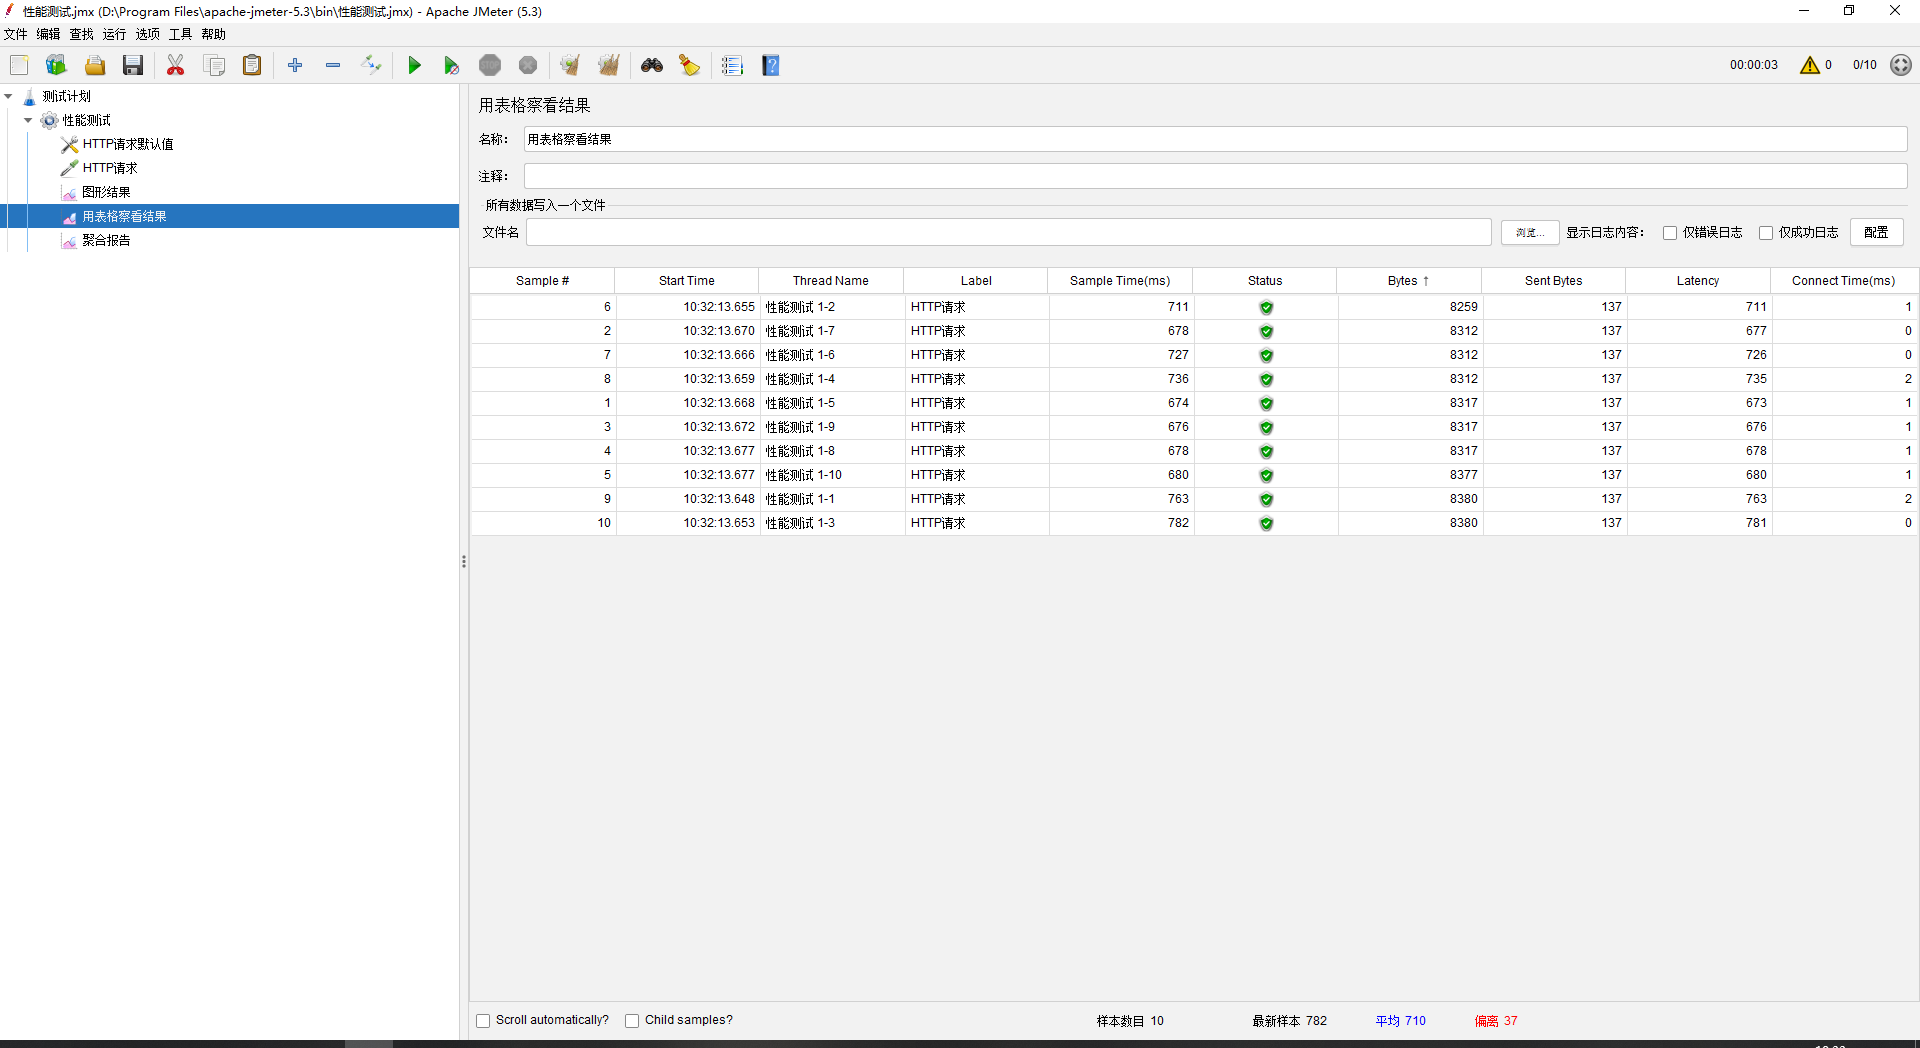 性能测试.jmx (D:\Program Files\apache-jmeter-5.3\bin\性能测试.jmx) - Apache JMeter (5.3)
文件 编辑 查找 运行 选项 工具 帮助
00:00:03 0 0/10
测试计划
性能测试
HTTP请求默认值
HTTP请求
图形结果
用表格察看结果
聚合报告
用表格察看结果
名称： 用表格察看结果
注释：
所有数据写入一个文件
文件名 浏览... 显示日志内容： 仅错误日志 仅成功日志 配置
Sample # Start Time Thread Name Label Sample Time(ms) Status Bytes ↑ Sent Bytes Latency Connect Time(ms)
6 10:32:13.655 性能测试 1-2 HTTP请求 711 8259 137 711 1
2 10:32:13.670 性能测试 1-7 HTTP请求 678 8312 137 677 0
7 10:32:13.666 性能测试 1-6 HTTP请求 727 8312 137 726 0
8 10:32:13.659 性能测试 1-4 HTTP请求 736 8312 137 735 2
1 10:32:13.668 性能测试 1-5 HTTP请求 674 8317 137 673 1
3 10:32:13.672 性能测试 1-9 HTTP请求 676 8317 137 676 1
4 10:32:13.677 性能测试 1-8 HTTP请求 678 8317 137 678 1
5 10:32:13.677 性能测试 1-10 HTTP请求 680 8377 137 680 1
9 10:32:13.648 性能测试 1-1 HTTP请求 763 8380 137 763 2
10 10:32:13.653 性能测试 1-3 HTTP请求 782 8380 137 781 0
Scroll automatically? Child samples? 样本数目 10 最新样本 782 平均 710 偏离 37